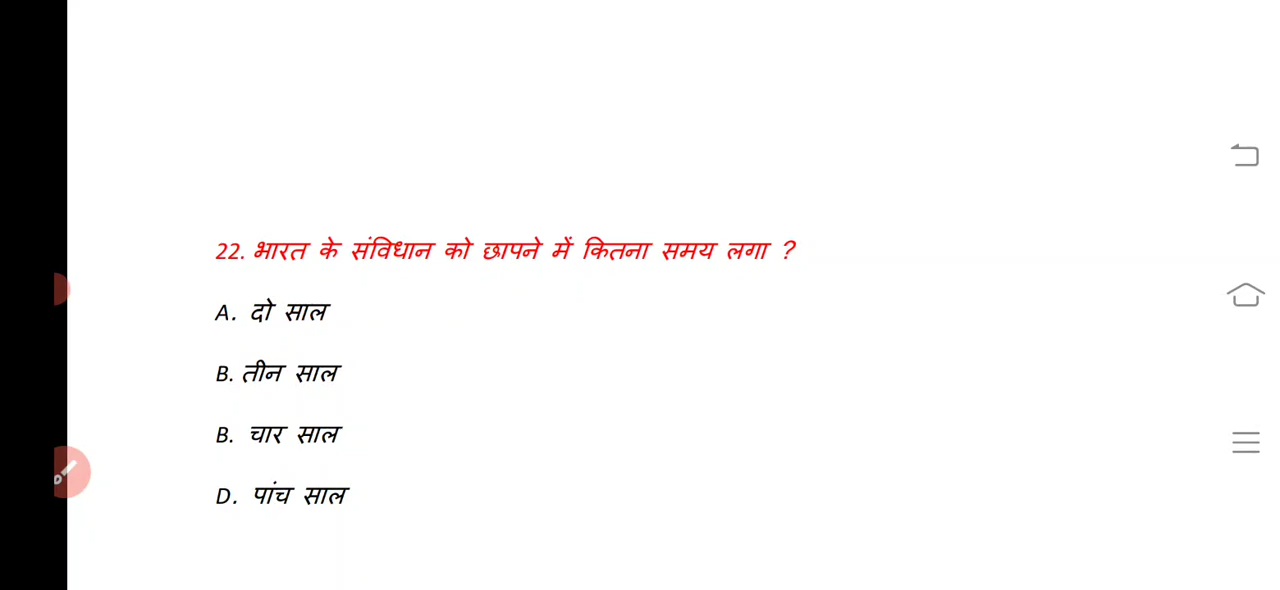 22. भारत के संविधान को छापने में कितना समय लगा ?
A. दो साल
B. तीन साल
B. चार साल
D. पांच साल